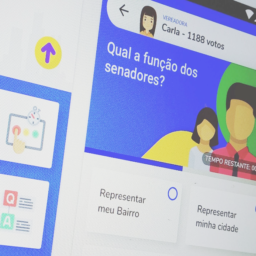 VEREADORA
Carla - 1188 votos
Qual a função dos
senadores?
TEMPO RESTANTE:
Representar
meu Bairro
Representar
minha cidade
Q
A